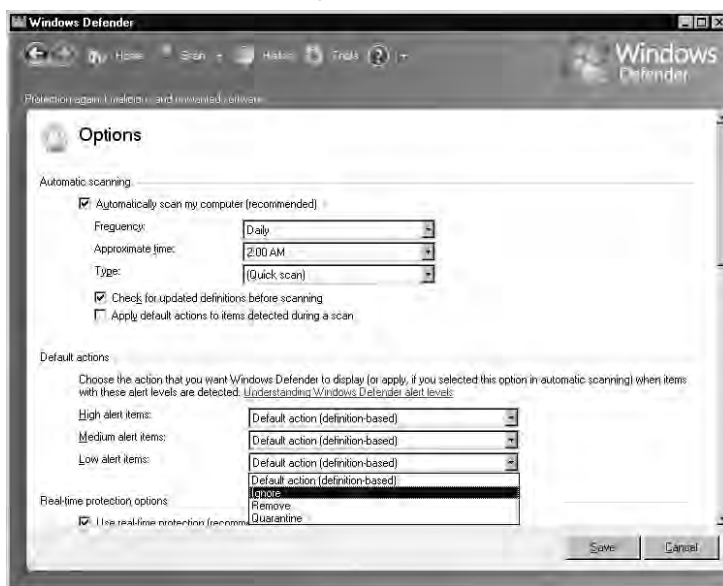 Windows Defender
Home Scan Tools
Windows
Defender
Protection against malicious and unwanted software
Options
Automatic scanning
Automatically scan my computer (recommended)
Frequency: Daily
Approximate time: 2:00 AM
Type: (Quick scan)
Check for updated definitions before scanning
Apply default actions to items detected during a scan
Default actions
Choose the action that you want Windows Defender to display (or apply, if you selected this option in automatic scanning) when items
with these alert levels are detected. Understanding Windows Defender alert levels
High alert items: Default action (definition-based)
Medium alert items: Default action (definition-based)
Low alert items: Default action (definition-based)
Default action (definition-based)
Ignore
Remove
Quarantine
Real-time protection options
Use real-time protection
Save Cancel